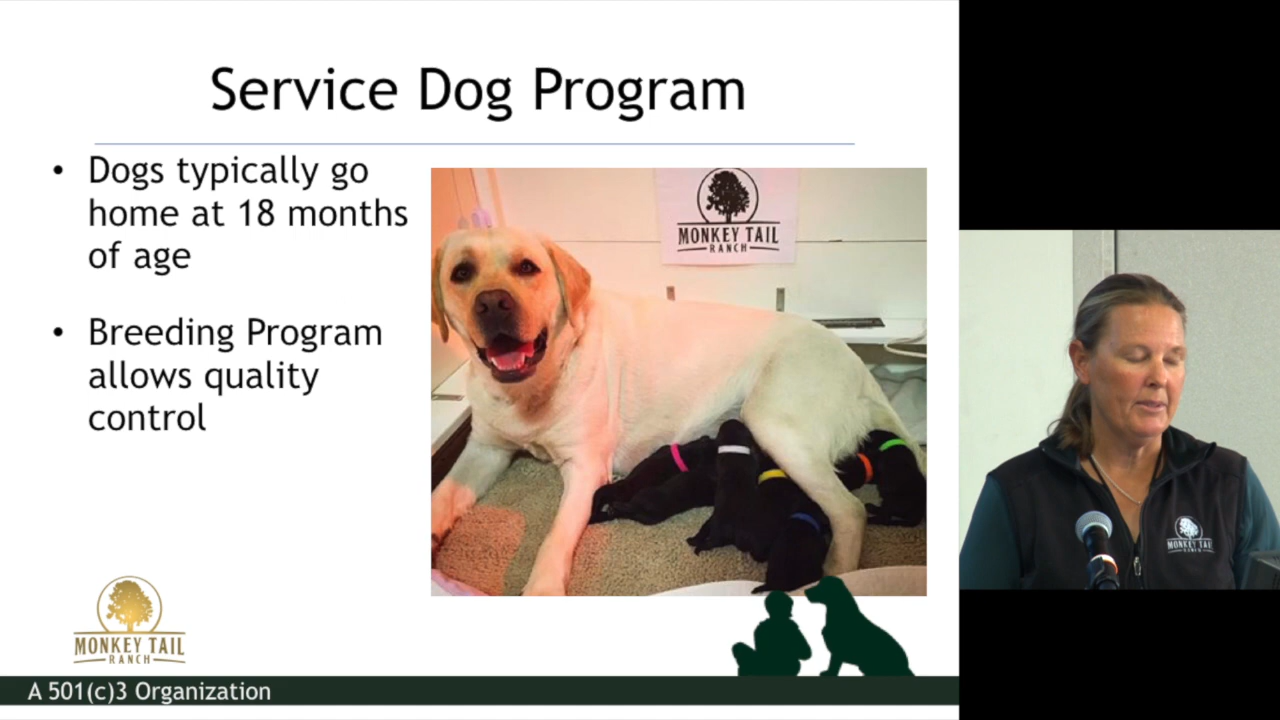 Service Dog Program
• Dogs typically go
home at 18 months
of age
• Breeding Program
allows quality
control
MONKEY TAIL
RANCH
MONKEY TAIL
RANCH
A 501(c)3 Organization
MONKEY TAIL
RANCH